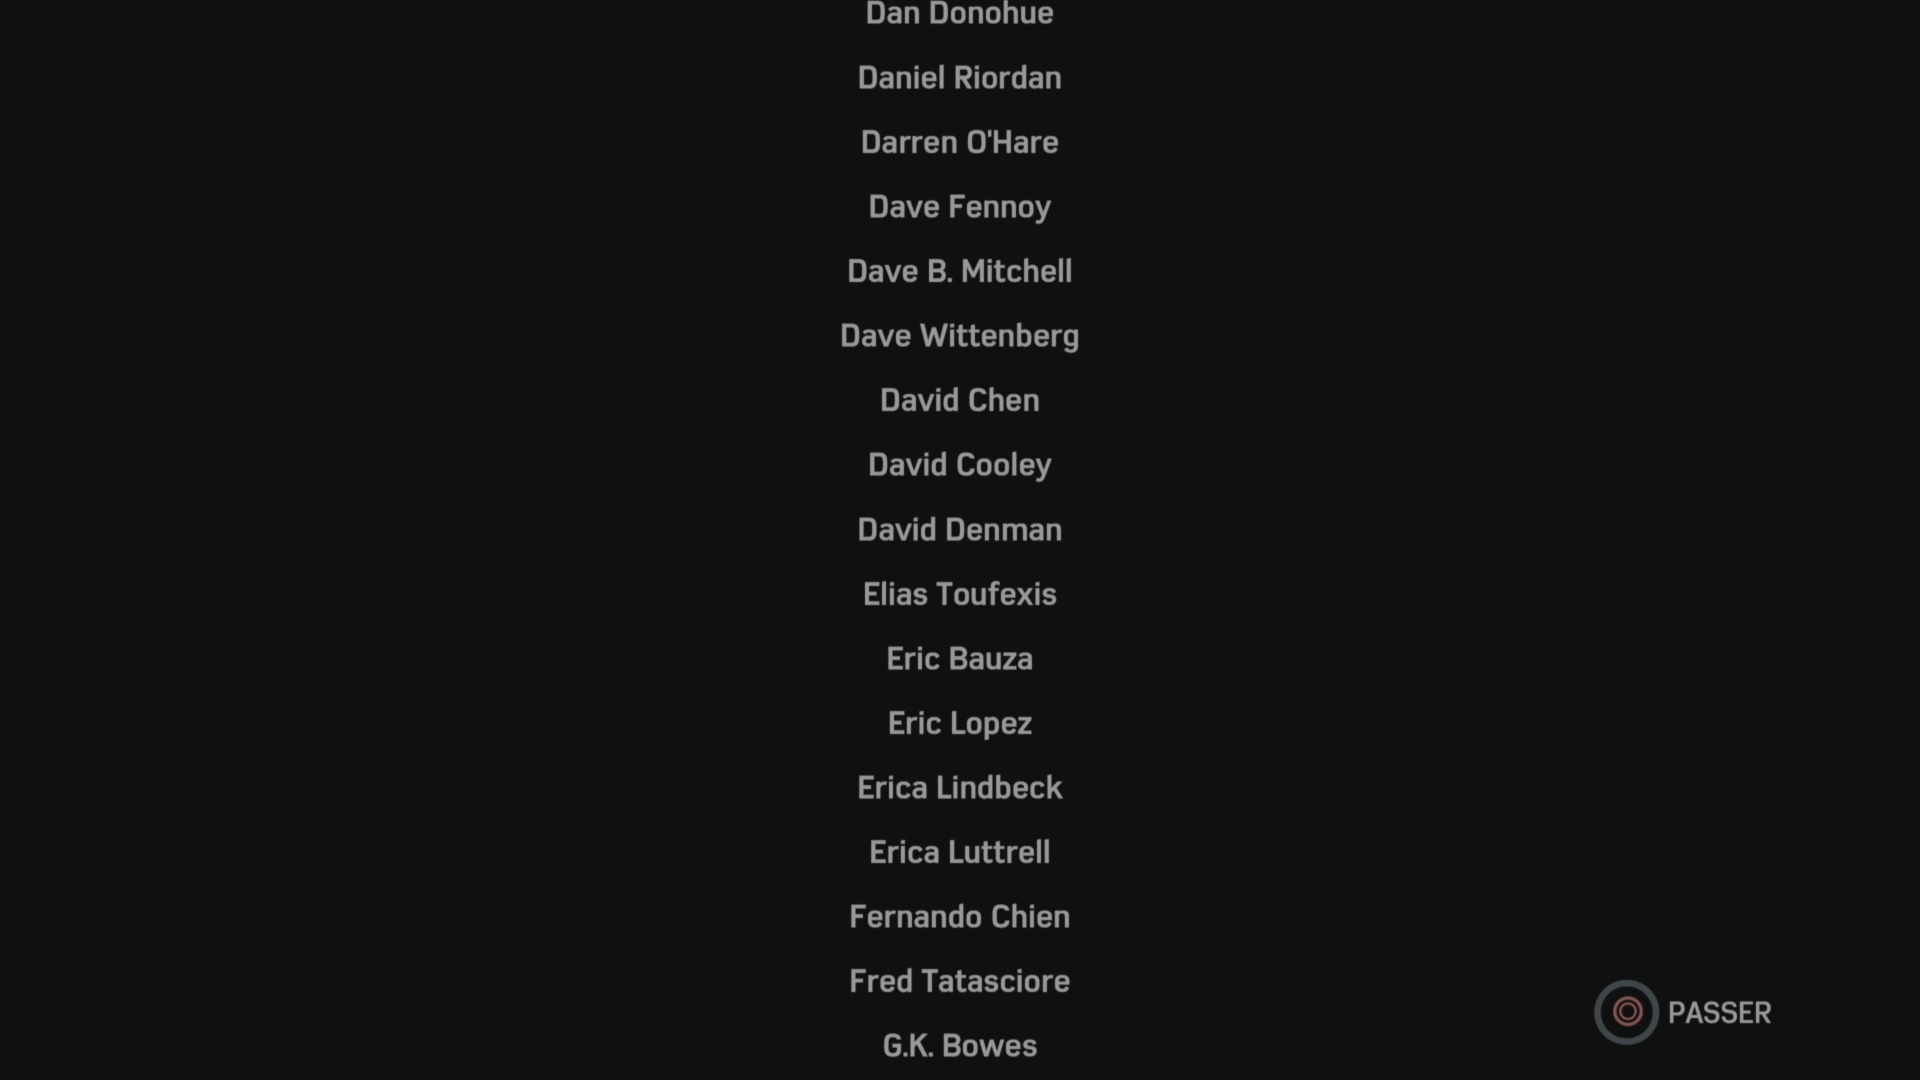 Dan Donohue
Daniel Riordan
Darren O'Hare
Dave Fennoy
Dave B. Mitchell
Dave Wittenberg
David Chen
David Cooley
David Denman
Elias Toufexis
Eric Bauza
Eric Lopez
Erica Lindbeck
Erica Luttrell
Fernando Chien
Fred Tatasciore
G.K. Bowes
PASSER